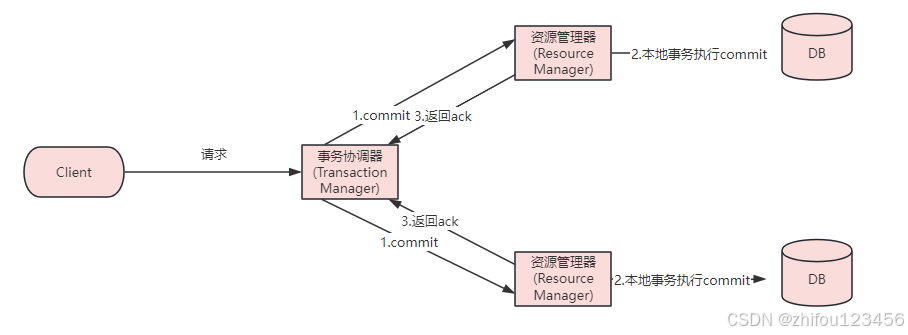 资源管理器
(Resource
Manager)
2.本地事务执行commit
DB
1.commit
3.返回ack
请求
Client
事务协调器
(Transaction
Manager)
3.返回ack
1.commit
资源管理器
(Resource
Manager)
2.本地事务执行commit
DB
CSDN @zhifou123456